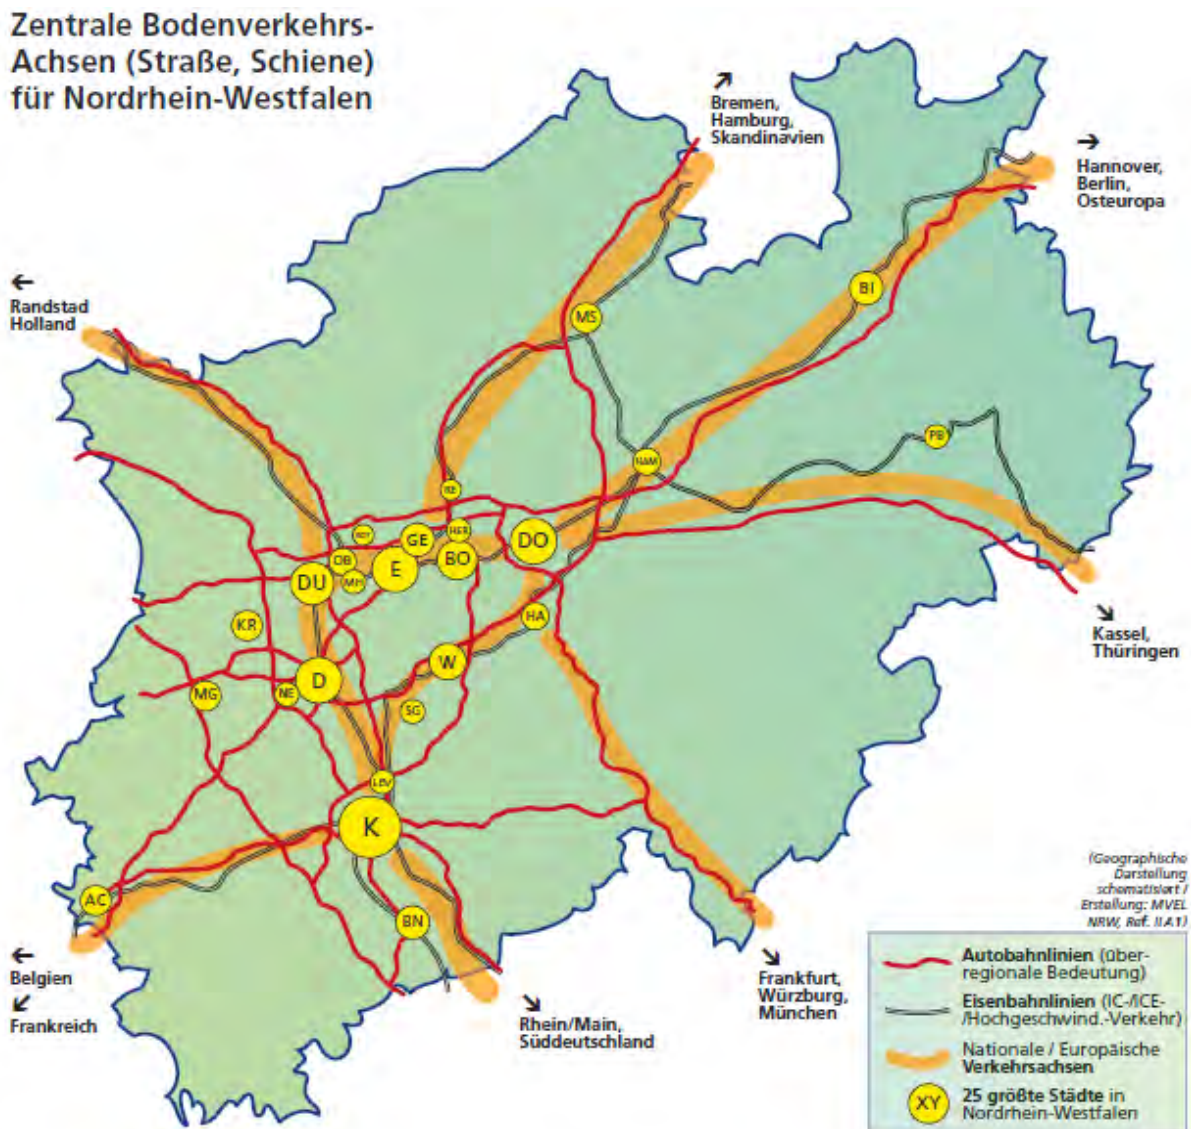 Zentrale Bodenverkehrs-
Achsen (Straße, Schiene)
für Nordrhein-Westfalen
Bremen,
Hamburg,
Skandinavien
Hannover,
Berlin,
Osteuropa
Randstad
Holland
BI
MS
PB
HAM
RE
BOT
GE
HER
DO
OB
E
BO
DU
MH
HA
KR
W
D
MG
NE
SG
LEV
K
AC
BN
Kassel,
Thüringen
(Geographische
Darstellung
schematisiert /
Erstellung: MVEL
NRW, Ref. II.A.1)
Belgien
Frankreich
Rhein/Main,
Süddeutschland
Frankfurt,
Würzburg,
München
Autobahnlinien (über-
regionale Bedeutung)
Eisenbahnlinien (IC-/ICE-
/Hochgeschwind.-Verkehr)
Nationale / Europäische
Verkehrsachsen
XY
25 größte Städte in
Nordrhein-Westfalen